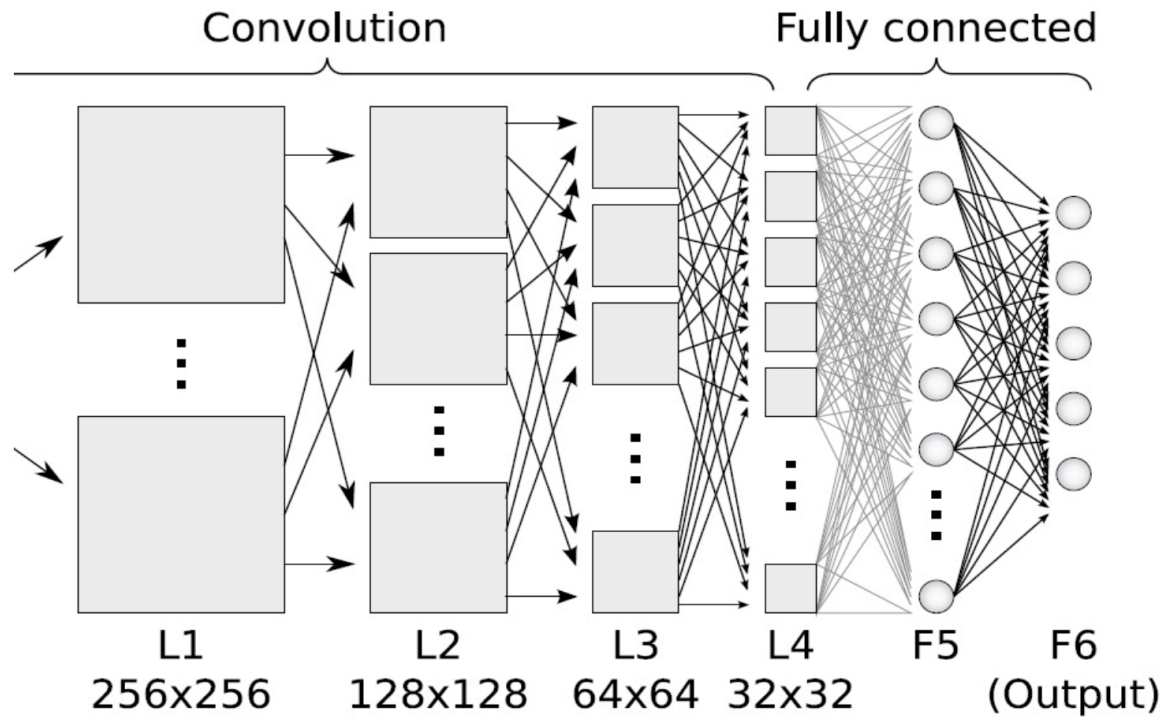 Convolution
Fully connected
L1
256x256
L2
128x128
L3
64x64
L4
32x32
F5
F6
(Output)